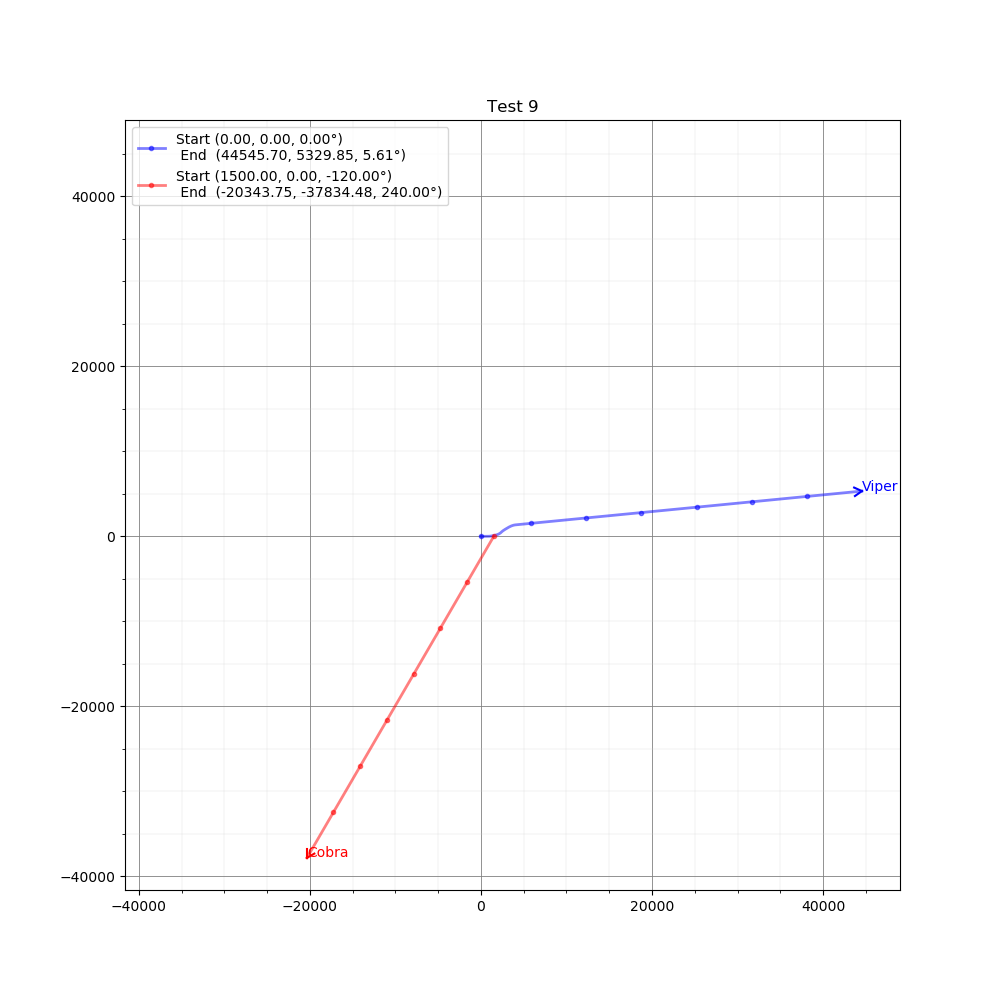 Test 9
Start (0.00, 0.00, 0.00°)
End (44545.70, 5329.85, 5.61°)
Start (1500.00, 0.00, -120.00°)
End (-20343.75, -37834.48, 240.00°)
40000
20000
0
−20000
−40000
Viper
Cobra
−40000
−20000
0
20000
40000